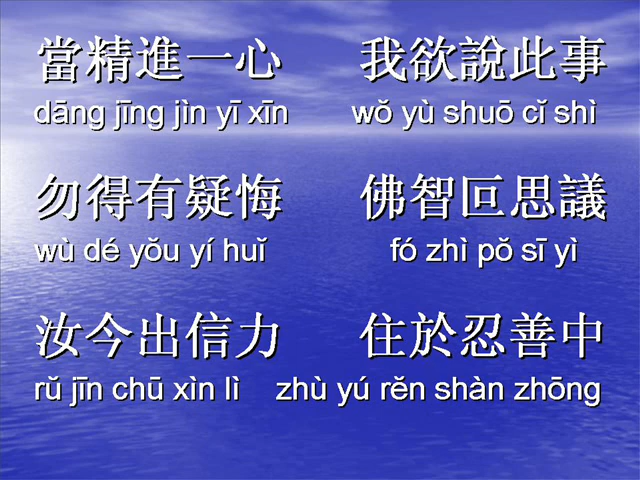 當精進一心 我欲說此事
dāng jīng jìn yī xīn wǒ yù shuō cǐ shì
勿得有疑悔 佛智叵思議
wù dé yǒu yí huǐ fó zhì pǒ sī yì
汝今出信力 住於忍善中
rǔ jīn chū xìn lì zhù yú rěn shàn zhōng